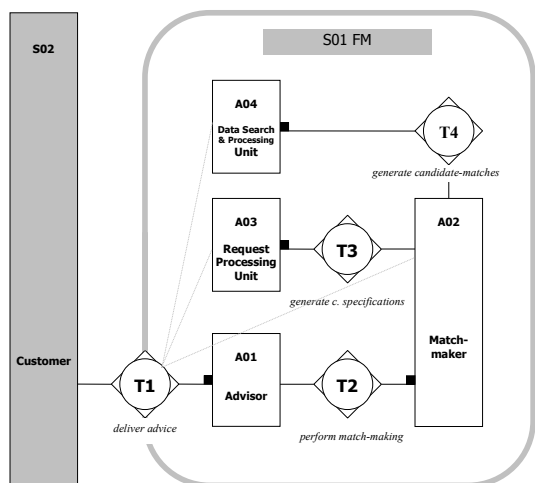 S02
S01 FM
A04
Data Search
& Processing
Unit
T4
generate candidate-matches
A03
Request
Processing
Unit
T3
A02
generate c. specifications
Customer
T1
A01
Advisor
T2
Match-
maker
deliver advice
perform match-making